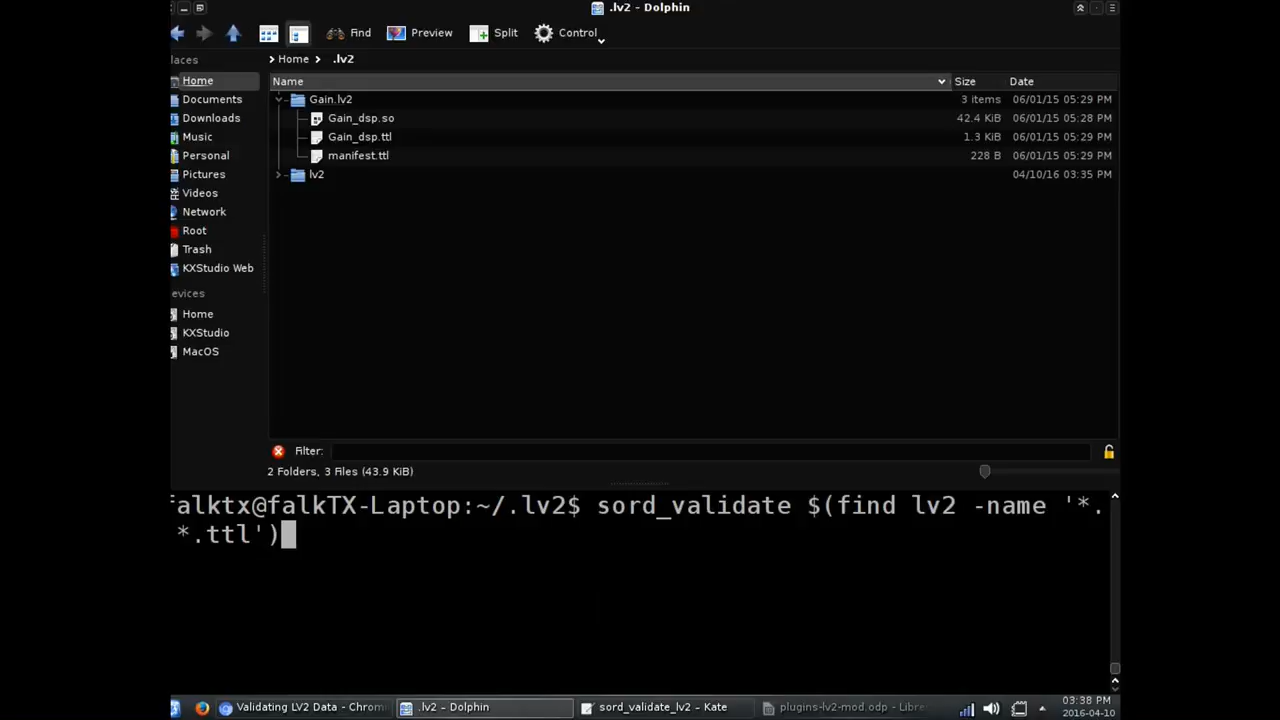 .lv2 - Dolphin
Find Preview Split Control
laces
Home > .lv2
Home
Documents
Downloads
Music
Personal
Pictures
Videos
Network
Root
Trash
KXStudio Web
evices
Home
KXStudio
MacOS
Name Size Date
Gain.lv2 3 items 06/01/15 05:29 PM
Gain_dsp.so 42.4 KiB 06/01/15 05:28 PM
Gain_dsp.ttl 1.3 KiB 06/01/15 05:29 PM
manifest.ttl 228 B 06/01/15 05:29 PM
lv2 04/10/16 03:35 PM
Filter:
2 Folders, 3 Files (43.9 KiB)
falktx@falkTX-Laptop:~/.lv2$ sord_validate $(find lv2 -name '*.
*.ttl')
Validating LV2 Data - Chrom .lv2 - Dolphin sord_validate_lv2 - Kate plugins-lv2-mod.odp - Libre
03:38 PM
2016-04-10